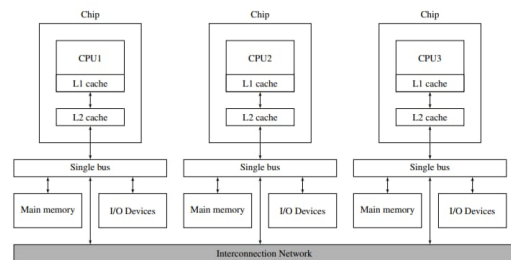 Chip
Chip
Chip
CPU1
CPU2
CPU3
L1 cache
L1 cache
L1 cache
L2 cache
L2 cache
L2 cache
Single bus
Single bus
Single bus
Main memory
I/O Devices
Main memory
I/O Devices
Main memory
I/O Devices
Interconnection Network